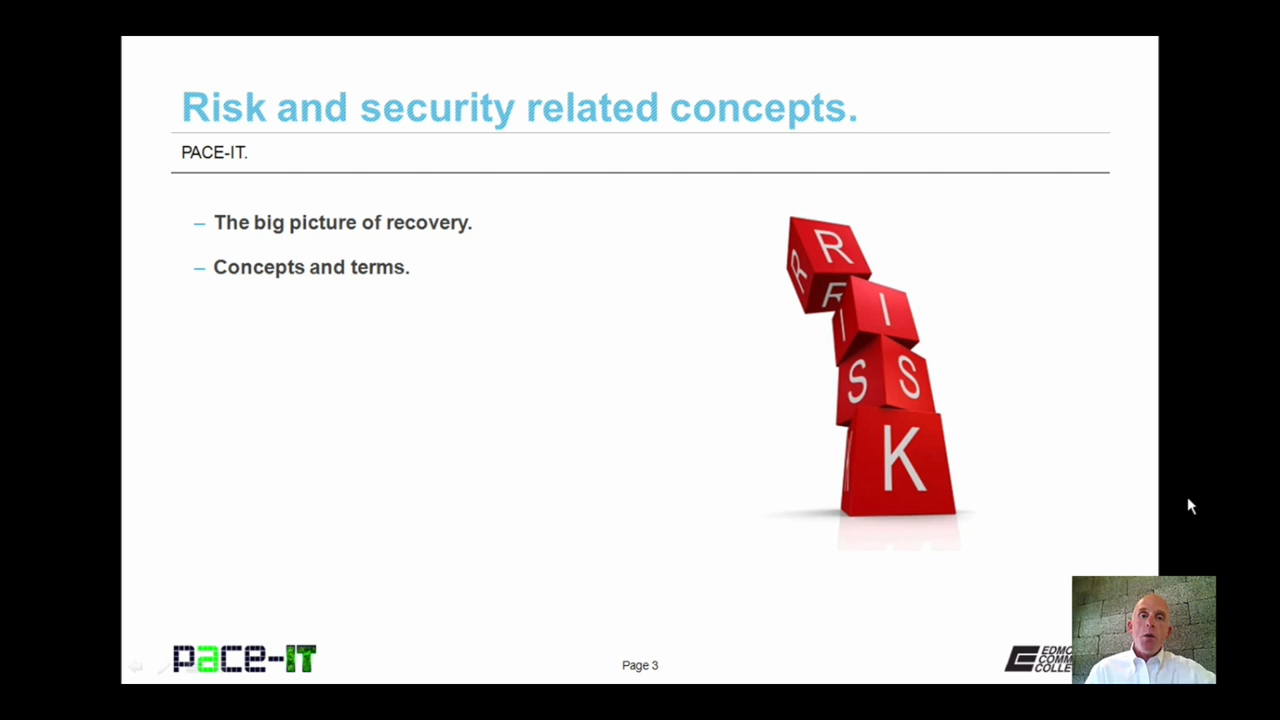 Risk and security related concepts.
PACE-IT.
– The big picture of recovery.
– Concepts and terms.
R
R
R
I
I
S
S
K
pace-IT
Page 3